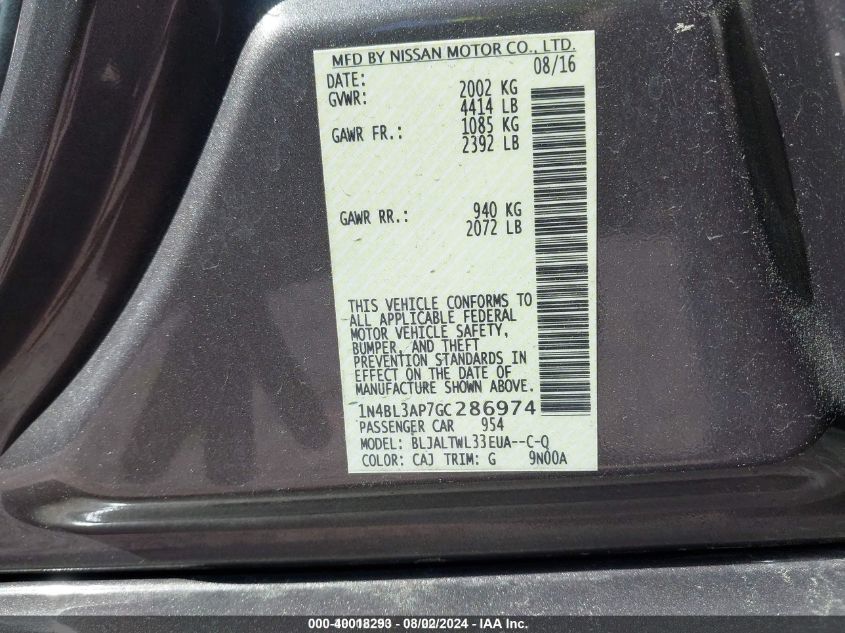 MFD BY NISSAN MOTOR CO., LTD.
DATE: 08/16
GVWR: 2002 KG
4414 LB
GAWR FR.: 1085 KG
2392 LB
GAWR RR.: 940 KG
2072 LB
THIS VEHICLE CONFORMS TO
ALL APPLICABLE FEDERAL
MOTOR VEHICLE SAFETY,
BUMPER, AND THEFT
PREVENTION STANDARDS IN
EFFECT ON THE DATE OF
MANUFACTURE SHOWN ABOVE.
1N4BL3AP7GC286974
PASSENGER CAR 954
MODEL: BLJALTWL33EUA--C-Q
COLOR: CAJ TRIM: G 9N00A
000-40018293 - 08/02/2024 - IAAI.com